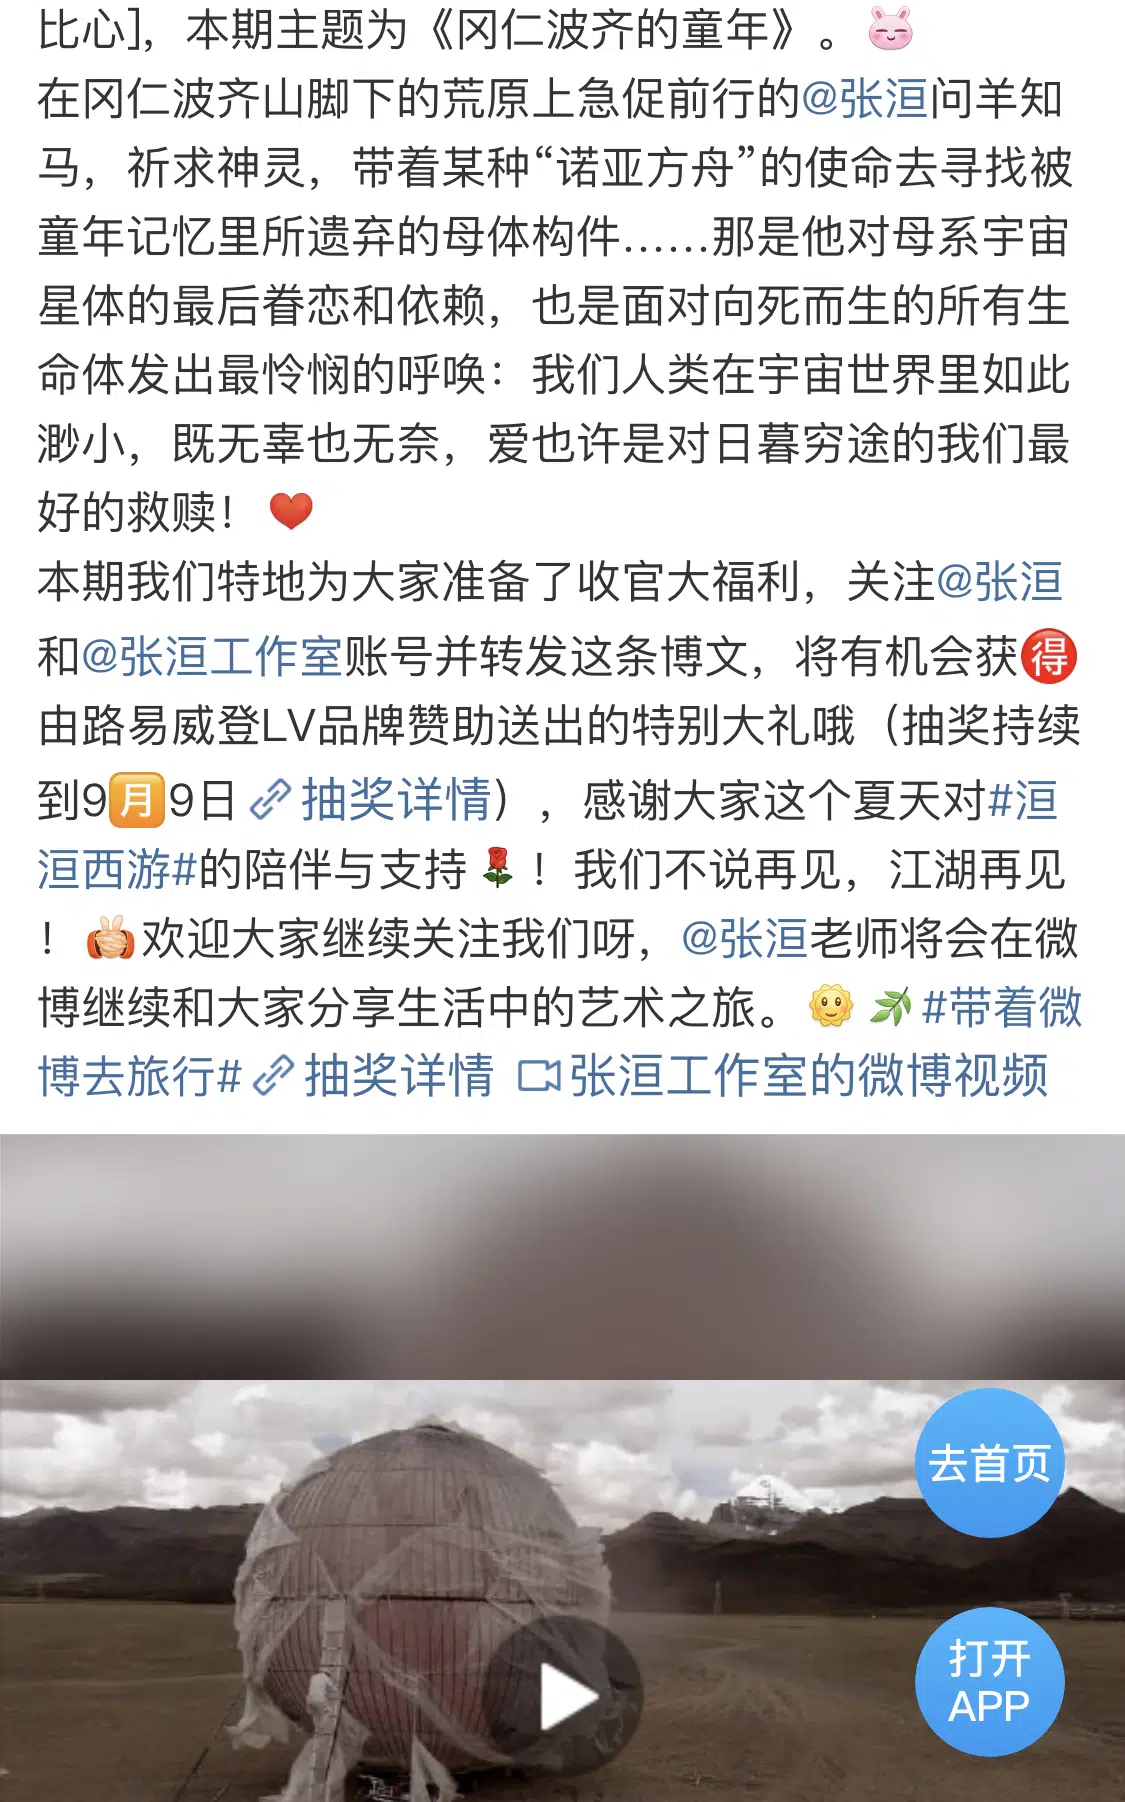 比心]，本期主题为《冈仁波齐的童年》。
在冈仁波齐山脚下的荒原上急促前行的@张洹问羊知
马，祈求神灵，带着某种“诺亚方舟”的使命去寻找被
童年记忆里所遗弃的母体构件……那是他对母系宇宙
星体的最后眷恋和依赖，也是面对向死而生的所有生
命体发出最怜悯的呼唤：我们人类在宇宙世界里如此
渺小，既无辜也无奈，爱也许是对日暮穷途的我们最
好的救赎！❤️
本期我们特地为大家准备了收官大福利，关注@张洹
和@张洹工作室账号并转发这条博文，将有机会获🉐
由路易威登LV品牌赞助送出的特别大礼哦（抽奖持续
到9🈷️9日 抽奖详情），感谢大家这个夏天对#洹
洹西游#的陪伴与支持🌹！我们不说再见，江湖再见
！欢迎大家继续关注我们呀，@张洹老师将会在微
博继续和大家分享生活中的艺术之旅。🌿#带着微
博去旅行# 抽奖详情 张洹工作室的微博视频
去首页
打开
APP